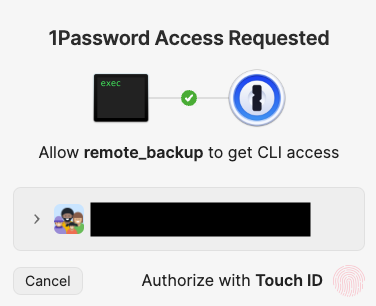 1Password Access Requested
exec
Allow remote_backup to get CLI access
Cancel
Authorize with Touch ID